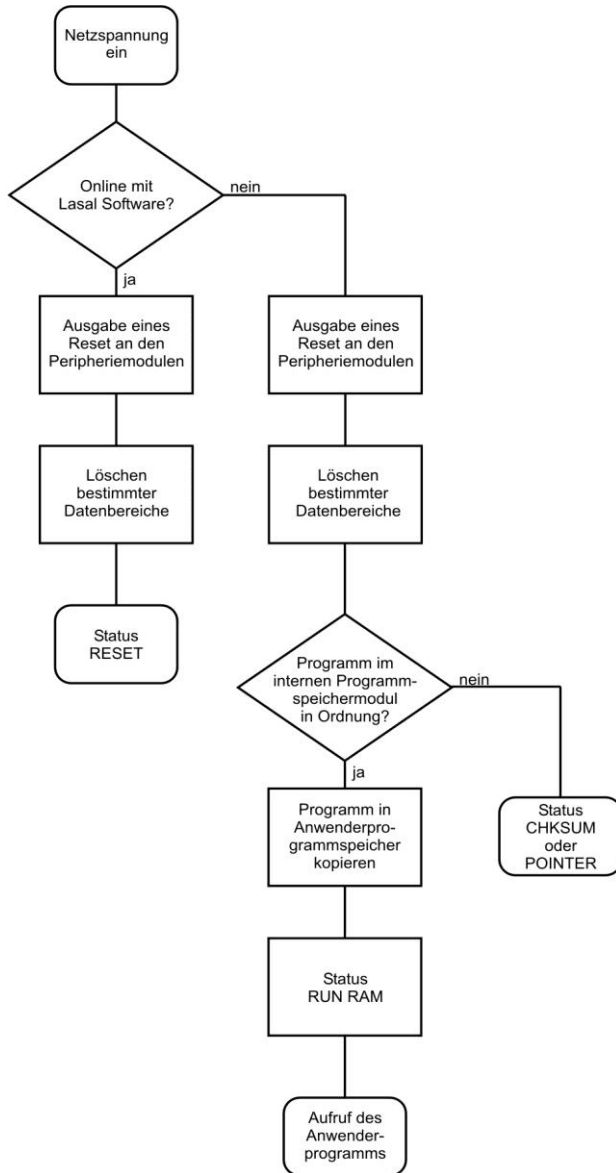 Netzspannung
ein
Online mit
Lasal Software?
nein
ja
Ausgabe eines
Reset an den
Peripheriemodulen
Ausgabe eines
Reset an den
Peripheriemodulen
Löschen
bestimmter
Datenbereiche
Löschen
bestimmter
Datenbereiche
Status
RESET
Programm im
internen Programm-
speichermodul
in Ordnung?
nein
ja
Programm in
Anwenderpro-
grammspeicher
kopieren
Status
CHKSUM
oder
POINTER
Status
RUN RAM
Aufruf des
Anwender-
programms